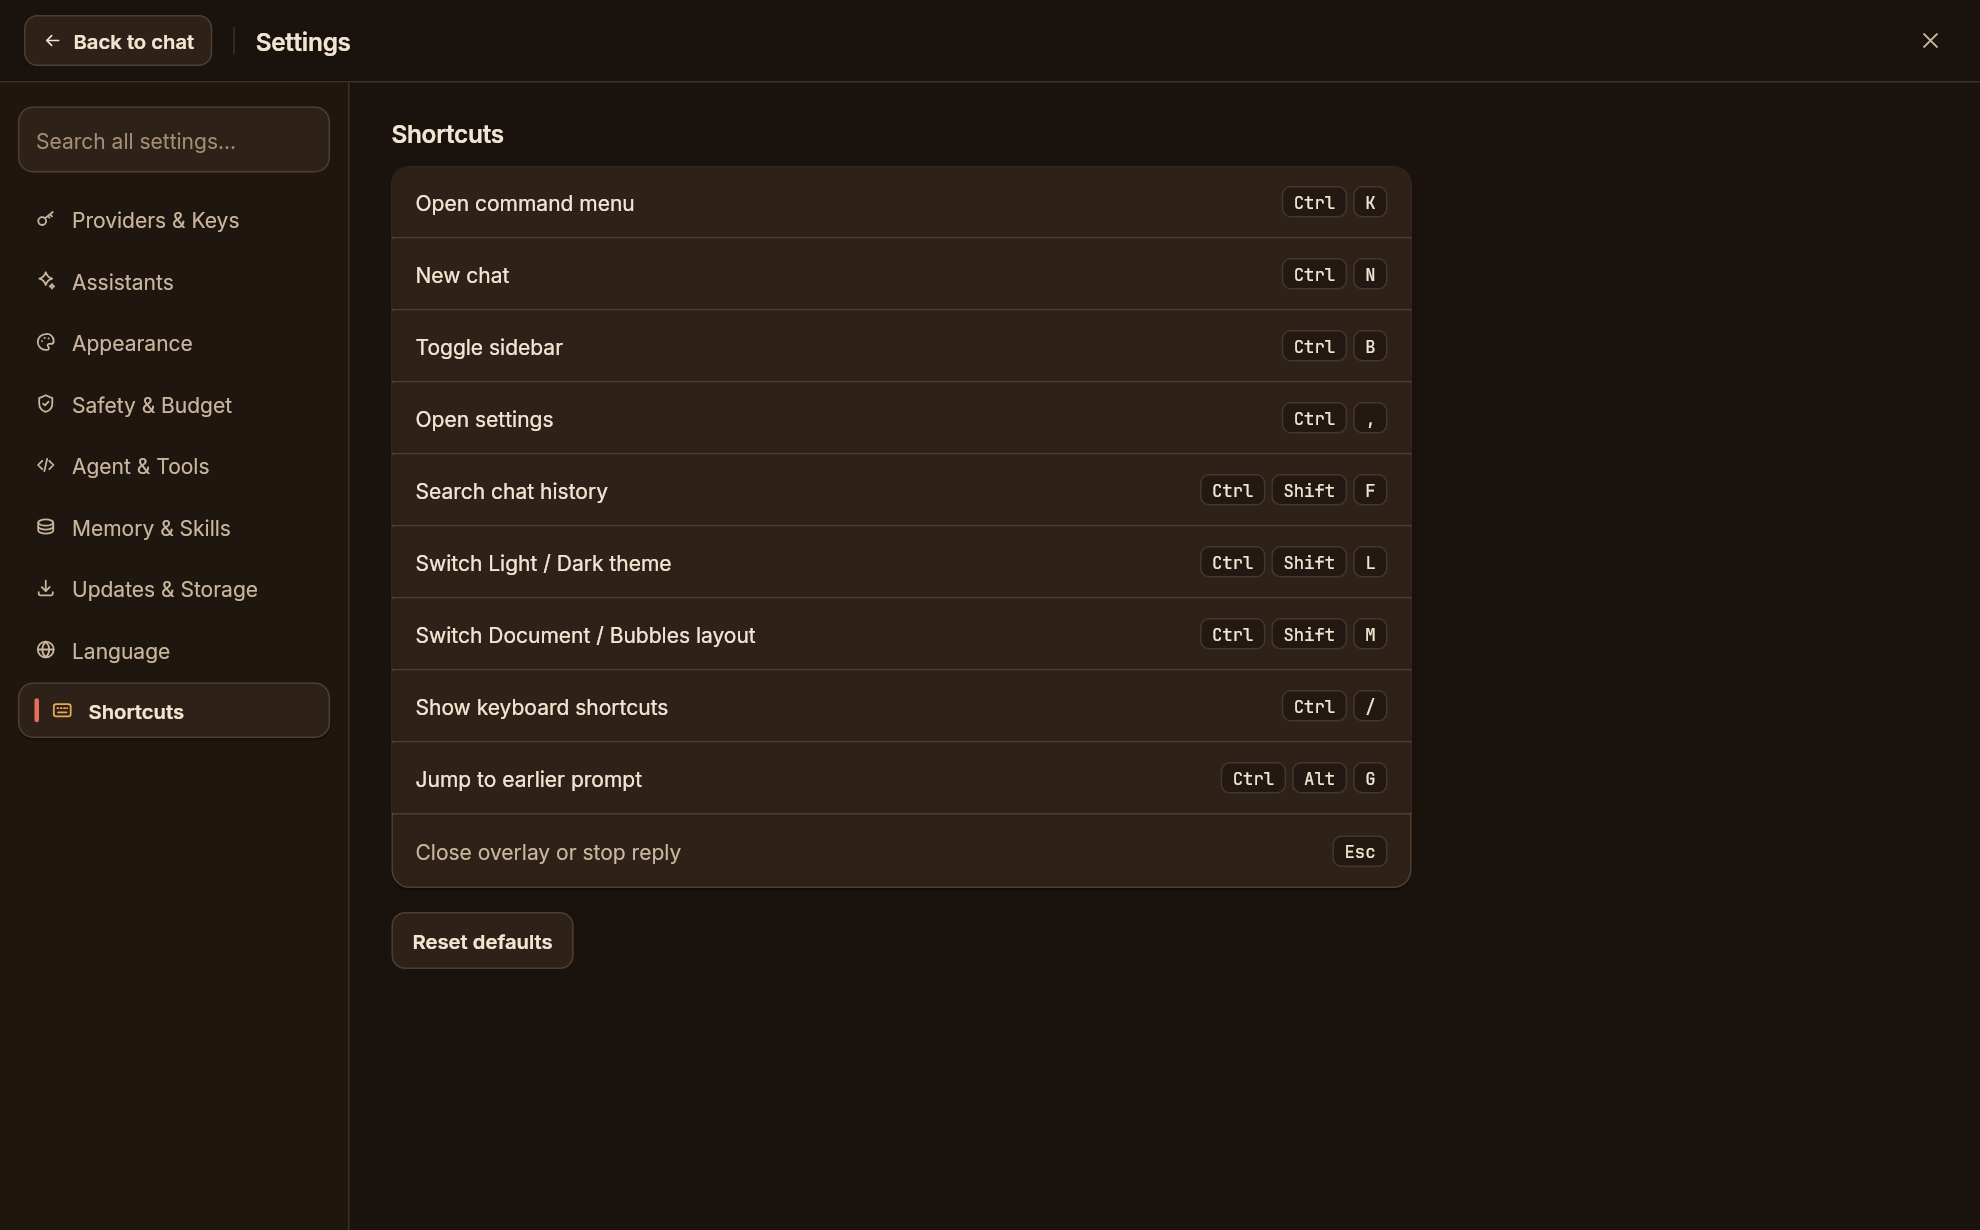 Back to chat
Settings
Search all settings...
Providers & Keys
Assistants
Appearance
Safety & Budget
Agent & Tools
Memory & Skills
Updates & Storage
Language
Shortcuts
Shortcuts
Open command menu Ctrl K
New chat Ctrl N
Toggle sidebar Ctrl B
Open settings Ctrl ,
Search chat history Ctrl Shift F
Switch Light / Dark theme Ctrl Shift L
Switch Document / Bubbles layout Ctrl Shift M
Show keyboard shortcuts Ctrl /
Jump to earlier prompt Ctrl Alt G
Close overlay or stop reply Esc
Reset defaults